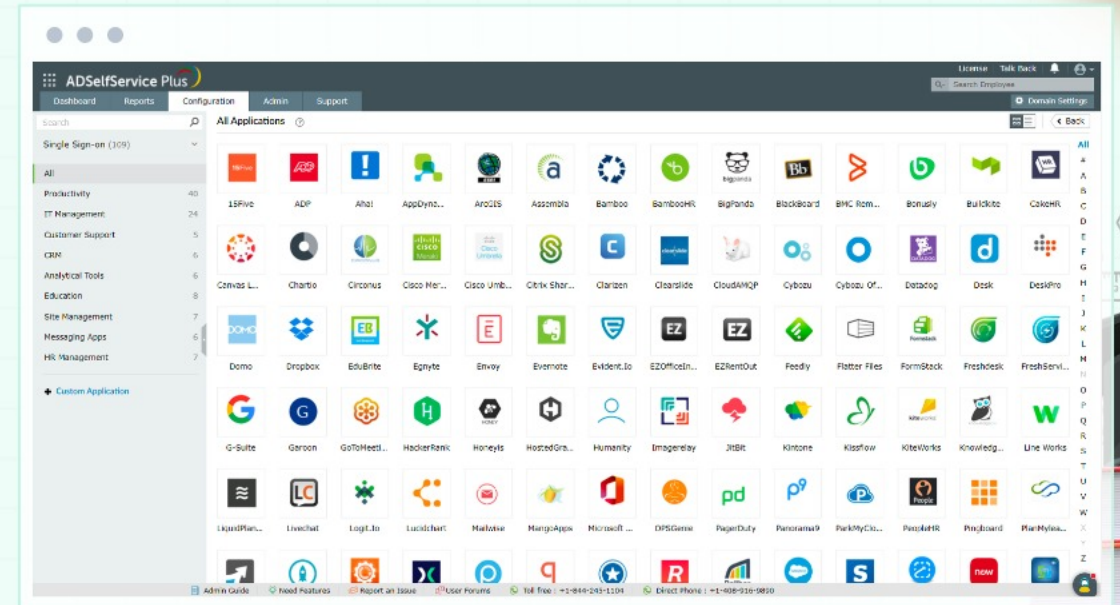 License Talk Back
ADSelfService Plus
Search Employee
Dashboard Reports Configuration Admin Support
Domain Settings
Search
All Applications
Back
Single Sign-on (109)
All
Productivity 40
IT Management 24
Customer Support 5
CRM 6
Analytical Tools 6
Education 8
Site Management 7
Messaging Apps 6
HR Management 7
Custom Application
15Five ADP Aha! AppDyna... ArcGIS Assembla Bamboo BambooHR BigPanda BlackBoard BMC Rem... Bonusly Buildkite CakeHR
Canvas L... Chartio Circonus Cisco Mer... Cisco Umb... Citrix Shar... Clarizen Clearslide CloudAMQP Cybozu Cybozu Of... Datadog Desk DeskPro
Domo Dropbox EduBrite Egnyte Envoy Evernote Evident.Io EZOfficeIn... EZRentOut Feedly Flatter Files FormStack Freshdesk FreshServi...
G-Suite Garoon GoToMeeti... HackerRank HoneyIs HostedGra... Humanity Imagerelay JitBit Kintone Kissflow KiteWorks Knowledg... Line Works
LiquidPlan... Livechat Logit.Io Lucidchart Mailwise MangoApps Microsoft ... OPSGenie PagerDuty Panorama9 ParkMyClo... PeopleHR Pingboard PlanMyLea...
All
#
A
B
C
D
E
F
G
H
I
J
K
L
M
N
O
P
Q
R
S
T
U
V
W
X
Y
Z
Admin Guide Need Features Report an Issue User Forums Toll free : +1-844-245-1104 Direct Phone : +1-408-916-9890